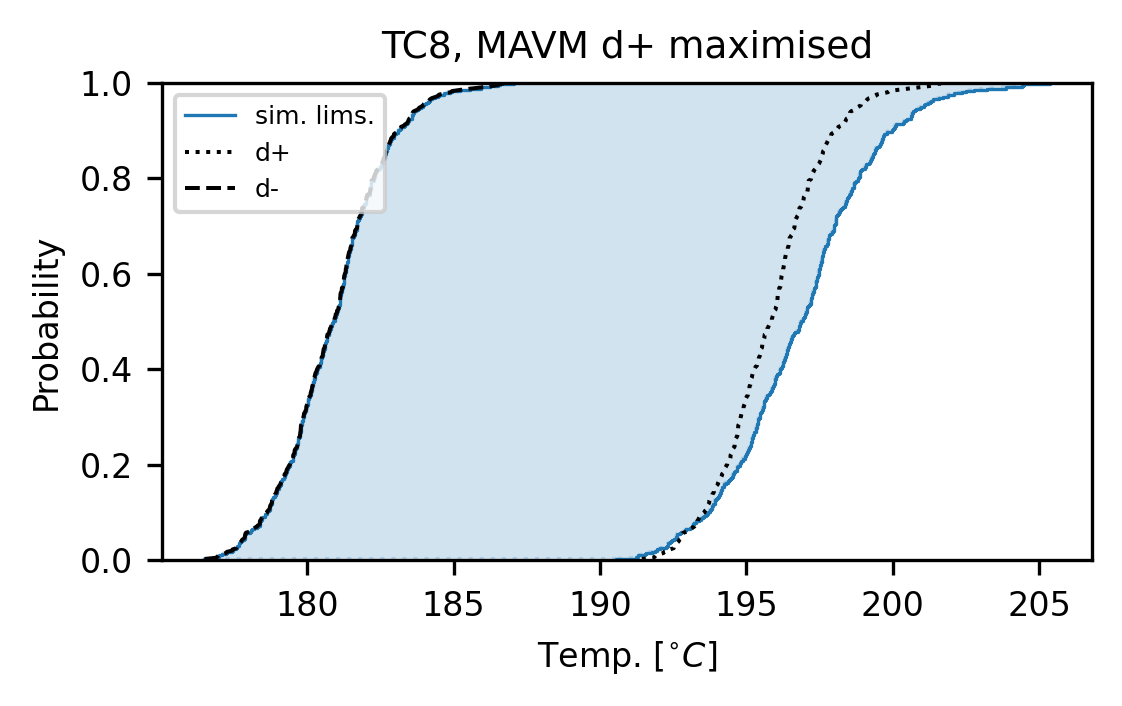 TC8, MAVM d+ maximised
1.0
0.8
0.6
0.4
0.2
0.0
Probability
sim. lims.
d+
d-
180 185 190 195 200 205
Temp. [°C]